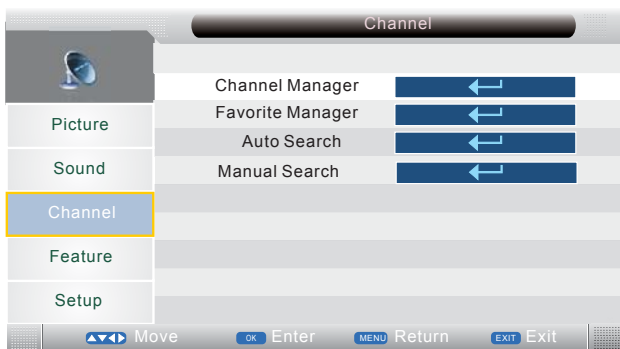 Channel
Channel Manager
Favorite Manager
Auto Search
Manual Search
Picture
Sound
Channel
Feature
Setup
Move OK Enter MENU Return EXIT Exit